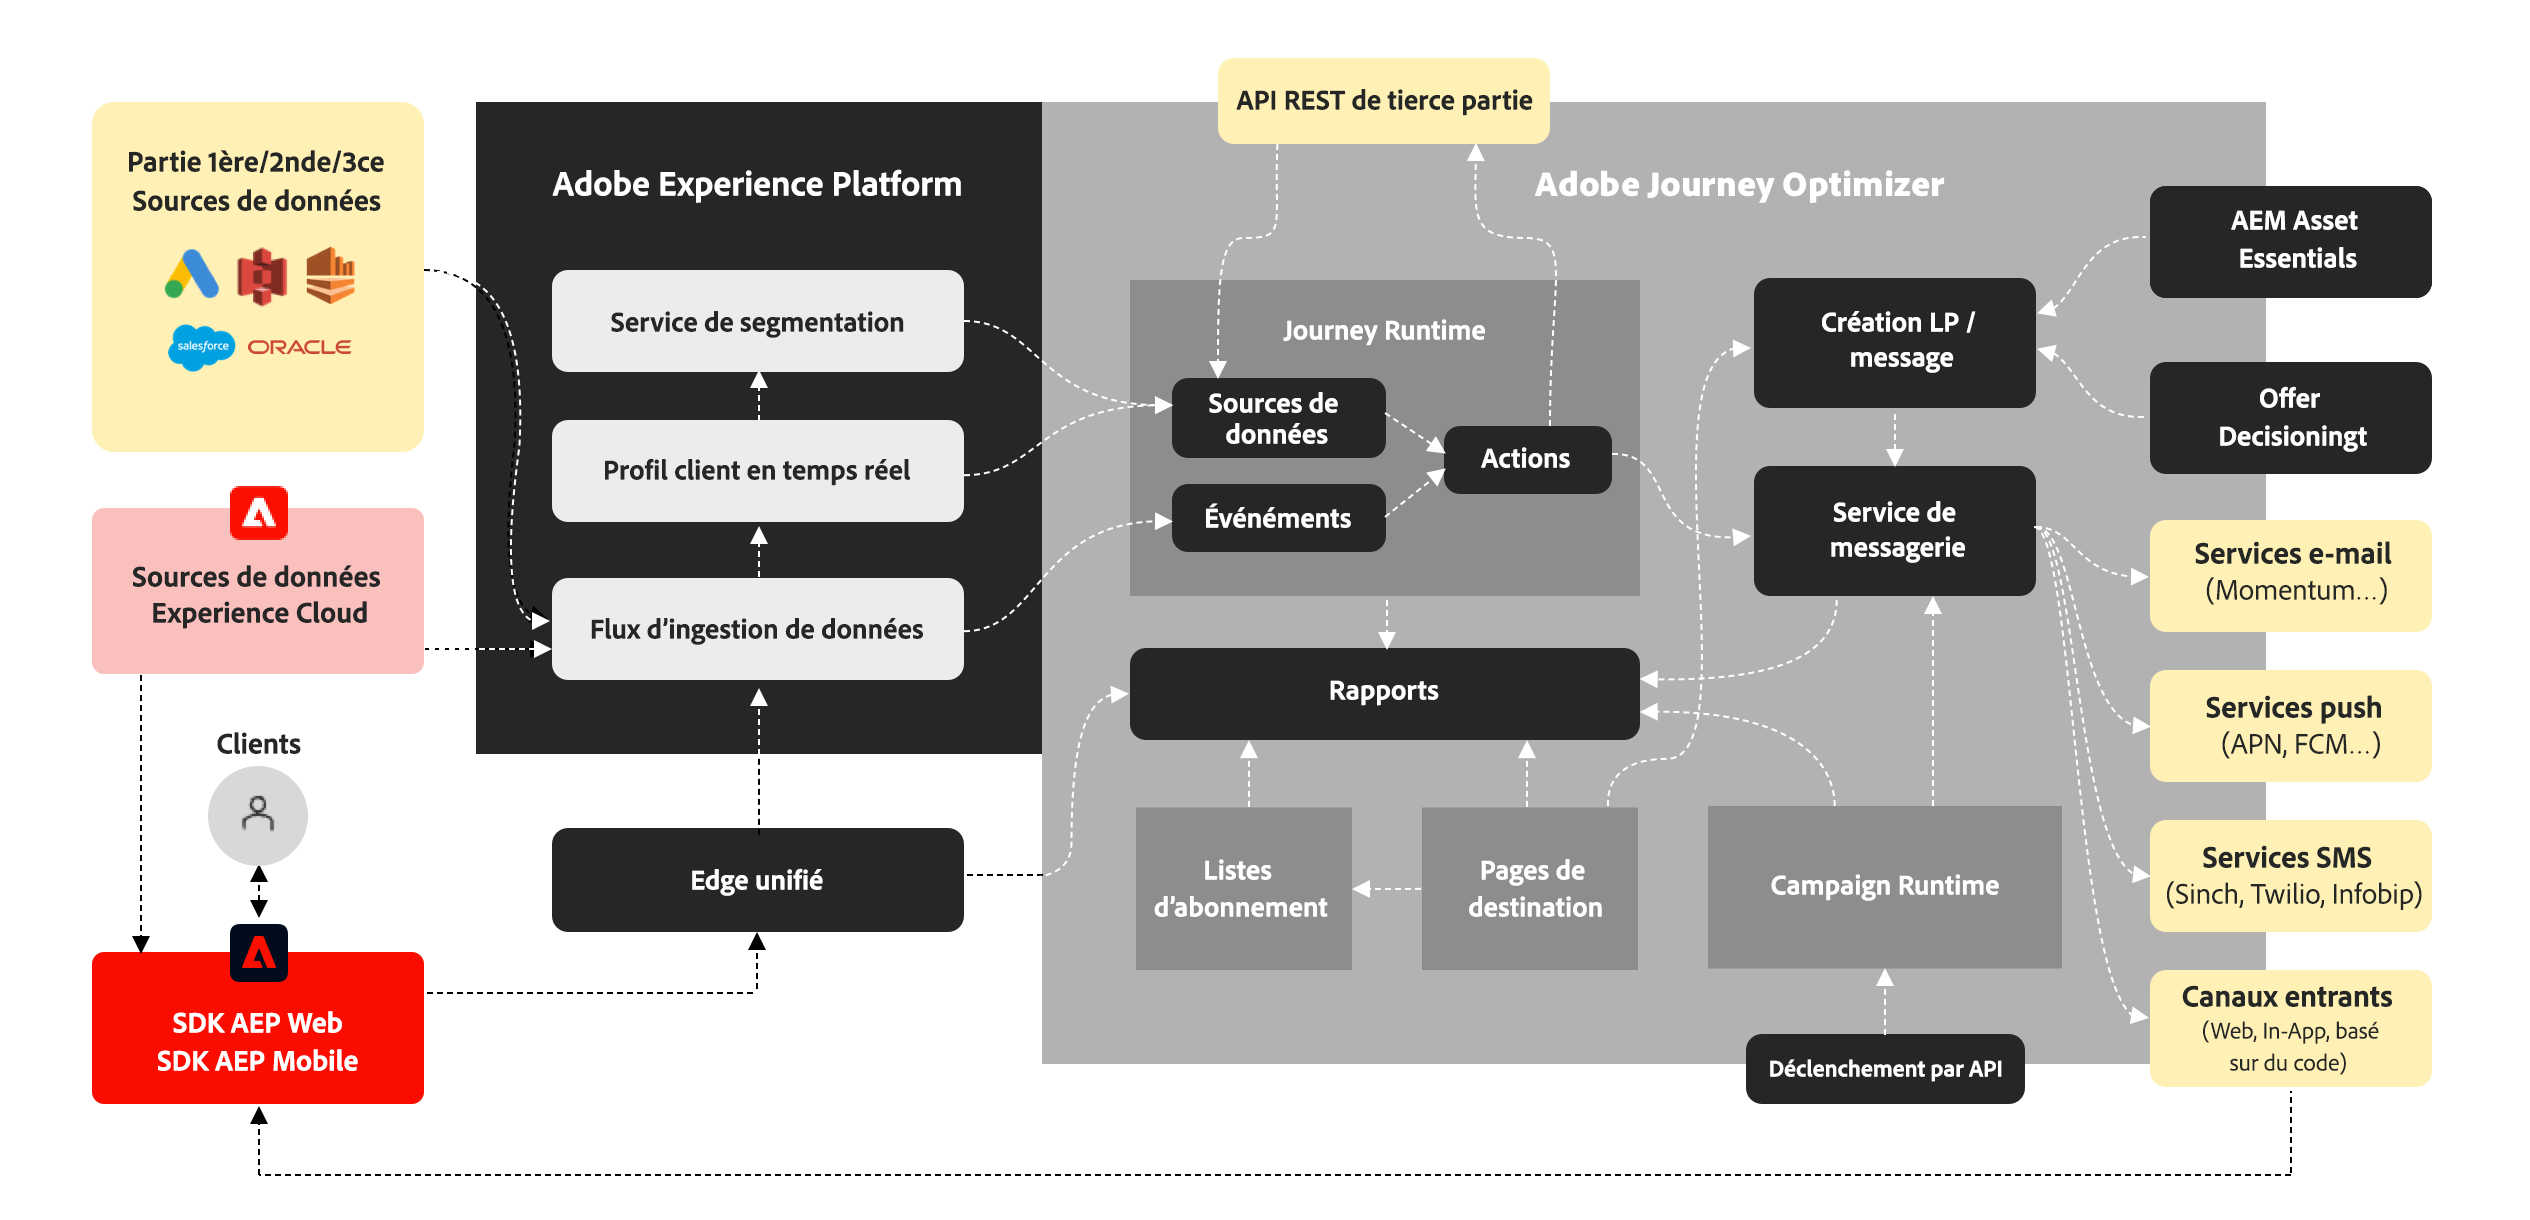 API REST de tierce partie
Partie 1ère/2nde/3ce
Sources de données
salesforce
ORACLE
Adobe Experience Platform
Adobe Journey Optimizer
AEM Asset
Essentials
Service de segmentation
Journey Runtime
Création LP /
message
Sources de
données
Offer
Decisioningt
Profil client en temps réel
Actions
Événéments
Service de
messagerie
Sources de données
Experience Cloud
Flux d’ingestion de données
Services e-mail
(Momentum...)
Rapports
Services push
(APN, FCM...)
Clients
Edge unifié
Listes
d’abonnement
Pages de
destination
Campaign Runtime
Services SMS
(Sinch, Twilio, Infobip)
SDK AEP Web
SDK AEP Mobile
Déclenchement par API
Canaux entrants
(Web, In-App, basé
sur du code)